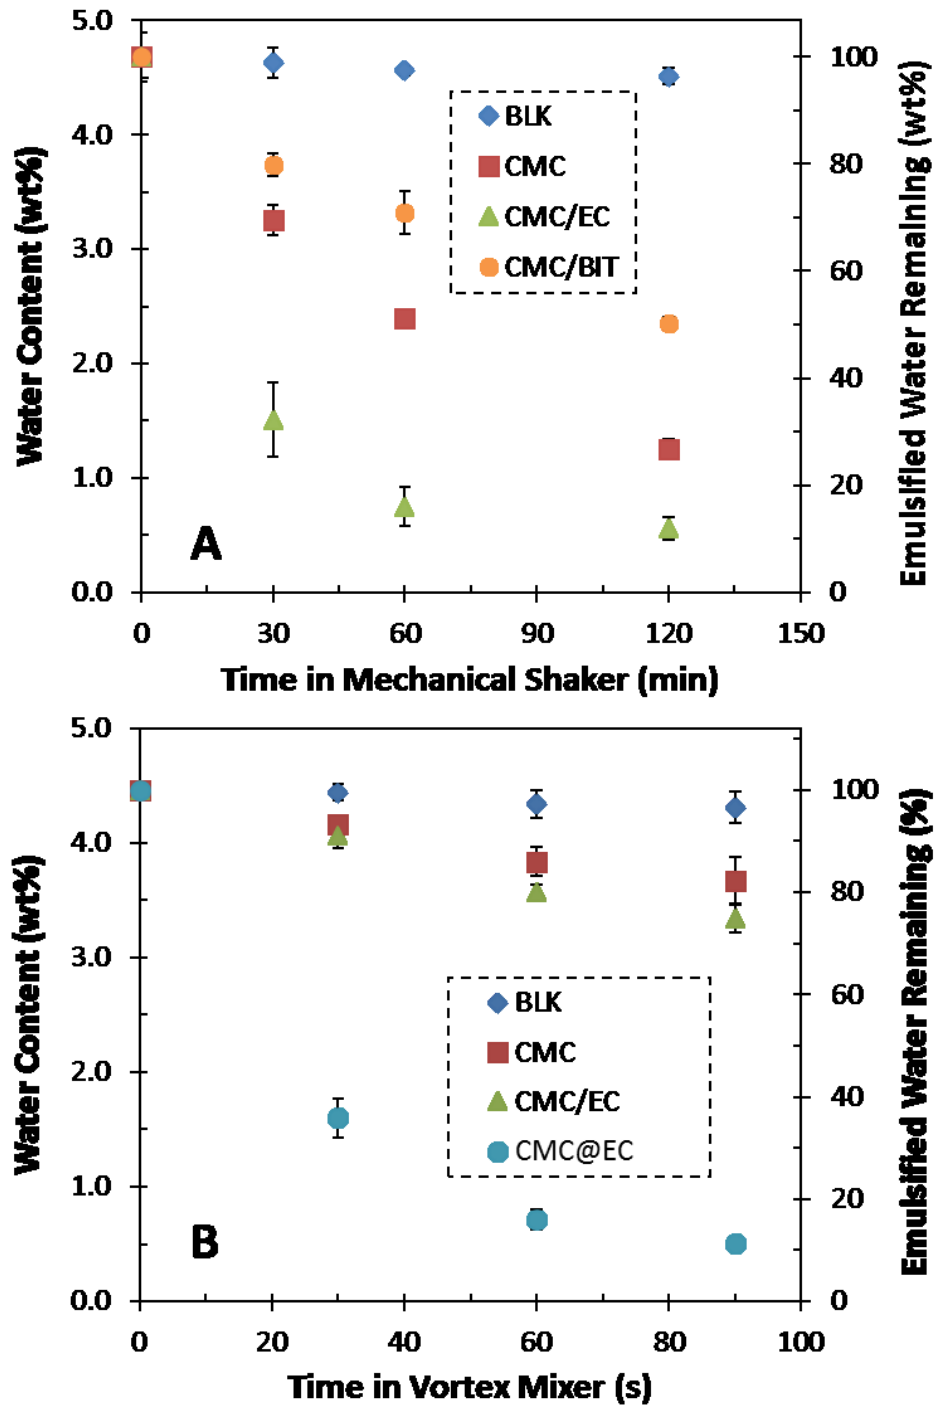 5.0
4.0
3.0
2.0
1.0
0.0
Water Content (wt%)
100
80
60
40
20
0
Emulsified Water Remaining (wt%)
BLK
CMC
CMC/EC
CMC/BIT
A
0 30 60 90 120 150
Time in Mechanical Shaker (min)
5.0
4.0
3.0
2.0
1.0
0.0
Water Content (wt%)
100
80
60
40
20
0
Emulsified Water Remaining (%)
BLK
CMC
CMC/EC
CMC@EC
B
0 20 40 60 80 100
Time in Vortex Mixer (s)